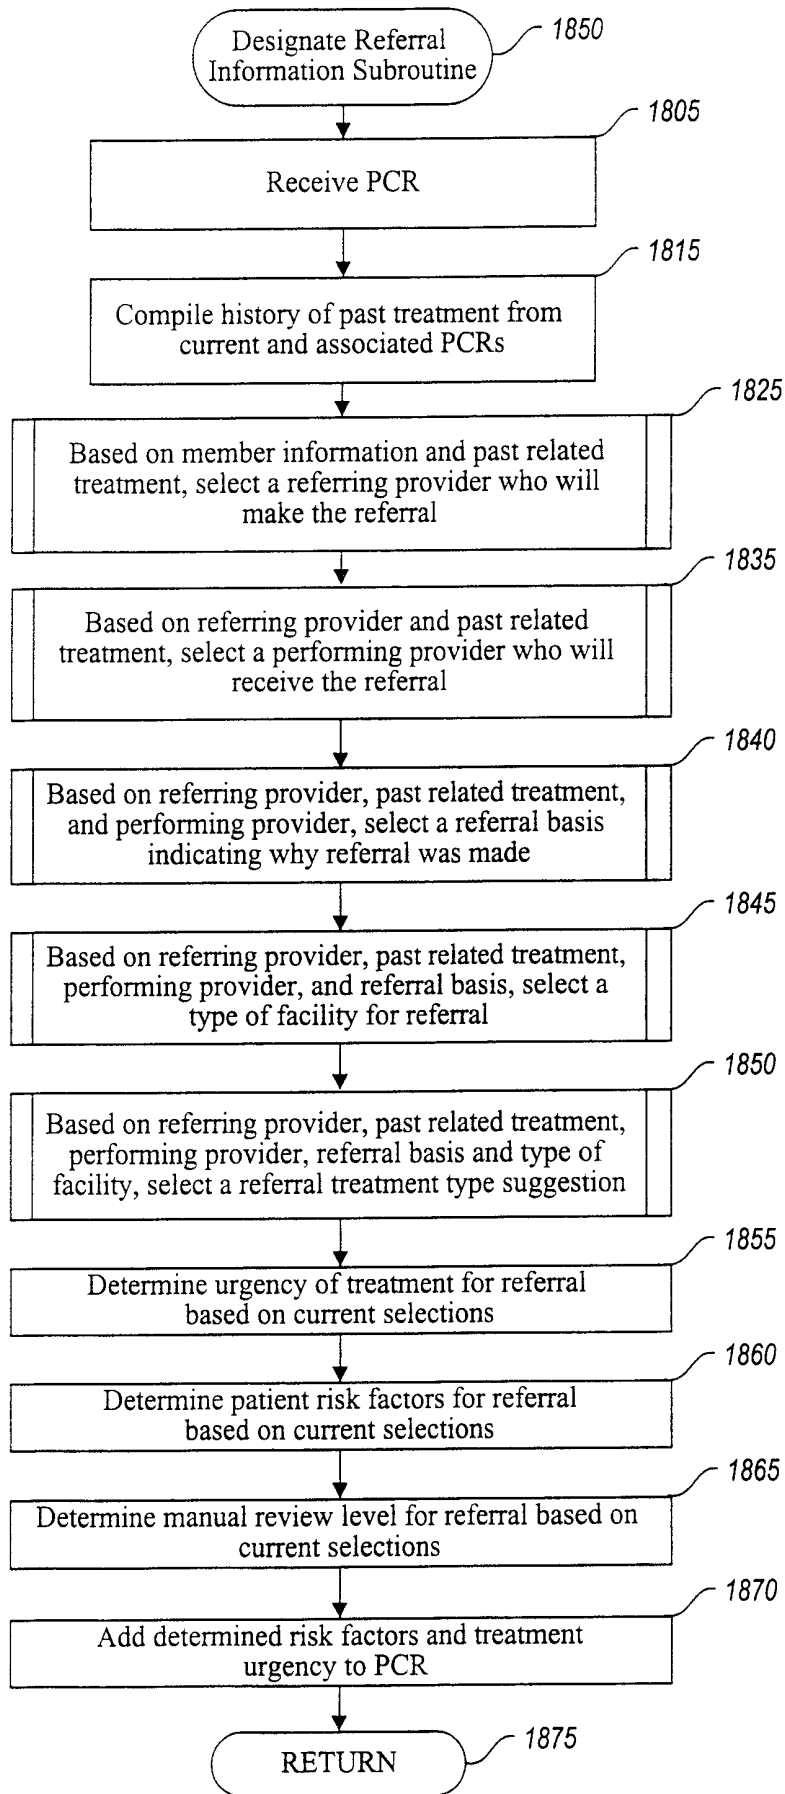 Designate Referral
Information Subroutine
1850
1805
Receive PCR
1815
Compile history of past treatment from
current and associated PCRs
1825
Based on member information and past related
treatment, select a referring provider who will
make the referral
1835
Based on referring provider and past related
treatment, select a performing provider who will
receive the referral
1840
Based on referring provider, past related treatment,
and performing provider, select a referral basis
indicating why referral was made
1845
Based on referring provider, past related treatment,
performing provider, and referral basis, select a
type of facility for referral
1850
Based on referring provider, past related treatment,
performing provider, referral basis and type of
facility, select a referral treatment type suggestion
1855
Determine urgency of treatment for referral
based on current selections
1860
Determine patient risk factors for referral
based on current selections
1865
Determine manual review level for referral based on
current selections
1870
Add determined risk factors and treatment
urgency to PCR
RETURN
1875